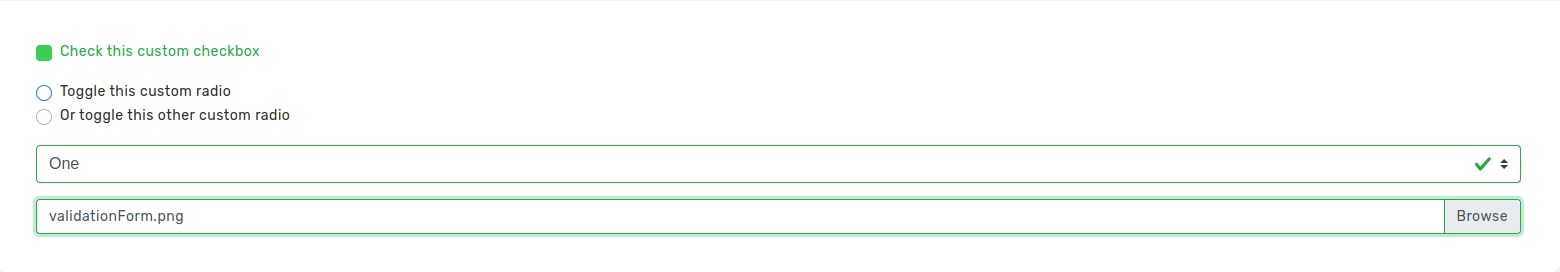 Check this custom checkbox
Toggle this custom radio
Or toggle this other custom radio
One
validationForm.png Browse